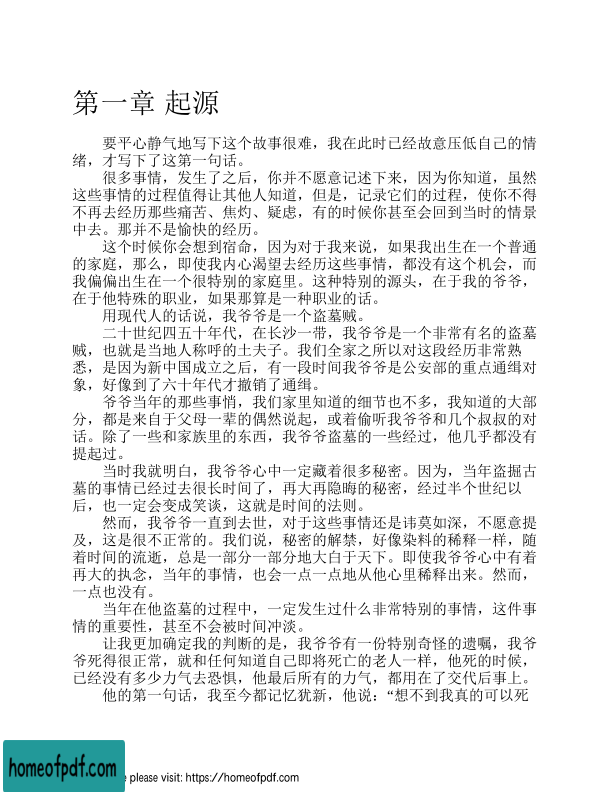 第一章 起源
要平心静气地写下这个故事很难，我在此时已经故意压低自己的情
绪，才写下了这第一句话。
很多事情，发生了之后，你并不愿意记述下来，因为你知道，虽然
这些事情的过程值得让其他人知道，但是，记录它们的过程，使你不得
不再去经历那些痛苦、焦灼、疑虑，有的时候你甚至会回到当时的情景
中去。那并不是愉快的经历。
这个时候你会想到宿命，因为对于我来说，如果我出生在一个普通
的家庭，那么，即使我内心渴望去经历这些事情，都没有这个机会，而
我偏偏出生在一个很特别的家庭里。这种特别的源头，在于我的爷爷，
在于他特殊的职业，如果那算是一种职业的话。
用现代人的话说，我爷爷是一个盗墓贼。
二十世纪四五十年代，在长沙一带，我爷爷是一个非常有名的盗墓
贼，也就是当地人称呼的土夫子。我们全家之所以对这段经历非常熟
悉，是因为新中国成立之后，有一段时间我爷爷是公安部的重点通缉对
象，好像到了六十年代才撤销了通缉。
爷爷当年的那些事悄，我们家里知道的细节也不多，我知道的大部
分，都是来自于父母一辈的偶然说起，或着偷听我爷爷和几个叔叔的对
话。除了一些和家族里的东西，我爷爷盗墓的一些经过，他几乎都没有
提起过。
当时我就明白，我爷爷心中一定藏着很多秘密。因为，当年盗掘古
墓的事情已经过去很长时间了，再大再隐晦的秘密，经过半个世纪以
后，也一定会变成笑谈，这就是时间的法则。
然而，我爷爷一直到去世，对于这些事情还是讳莫如深，不愿意提
及，这是很不正常的。我们说，秘密的解禁，好像染料的稀释一样，随
着时间的流逝，总是一部分一部分地大白于天下。即使我爷爷心中有着
再大的执念，当年的事情，也会一点一点地从他心里稀释出来。然而，
一点也没有。
当年在他盗墓的过程中，一定发生过什么非常特别的事情，这件事
情的重要性，甚至不会被时间冲淡。
让我更加确定我的判断的是，我爷爷有一份特别奇怪的遗嘱，我爷
爷死得很正常，就和任何知道自己即将死亡的老人一样，他死的时候，
已经没有多少力气去恐惧，他最后所有的力气，都用在了交代后事上。
他的第一句话，我至今都记忆犹新，他说：“想不到我真的可以死
homeofpdf.com
e please visit: https://homeofpdf.com